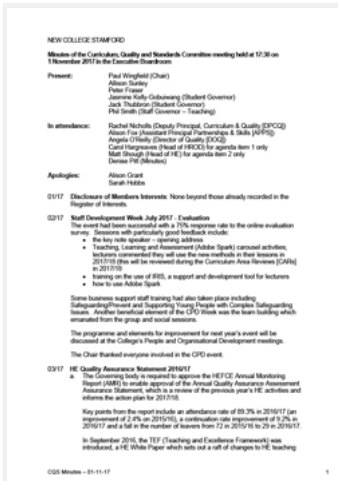 NEW COLLEGE STAMFORD
Minutes of the Curriculum, Quality and Standards Committee meeting held at 17:30 on
1 November 2017 in the Executive Boardroom
Present: Paul Wingfield (Chair)
Allison Sunley
Peter Fraser
Jasmine Kelly-Gobuiwang (Student Governor)
Jack Thubbron (Student Governor)
Phil Smith (Staff Governor – Teaching)
In attendance: Rachel Nicholls (Deputy Principal, Curriculum & Quality [DPCQ])
Alison Fox (Assistant Principal Partnerships & Skills [APPS])
Angela O'Reilly (Director of Quality [DOQ])
Carol Hargreaves (Head of HROD) for agenda item 1 only
Matt Shough (Head of HE) for agenda item 2 only
Denise Pitt (Minutes)
Apologies: Alison Grant
Sarah Hobbs
01/17 Disclosure of Members Interests: None beyond those already recorded in the
Register of Interests.
02/17 Staff Development Week July 2017 - Evaluation
The event had been successful with a 75% response rate to the online evaluation
survey. Sessions with particularly good feedback include:
• the key note speaker – opening address
• Teaching, Learning and Assessment (Adobe Spark) carousel activities;
lecturers commented they will use the new methods in their lessons in
2017/18 (this will be reviewed during the Curriculum Area Reviews [CARs]
in 2017/18
• training on the use of IRIS, a support and development tool for lecturers
• how to use Adobe Spark
Some business support staff training had also taken place including
Safeguarding/Prevent and Supporting Young People with Complex Safeguarding
Issues. Another beneficial element of the CPD Week was the team building which
emanated from the group and social sessions.
The programme and elements for improvement for next year's event will be
discussed at the College's People and Organisational Development meetings.
The Chair thanked everyone involved in the CPD event.
03/17 HE Quality Assurance Statement 2016/17
a. The Governing body is required to approve the HEFCE Annual Monitoring
Report (AMR) to enable approval of the Annual Quality Assurance Assessment
Assurance Statement, which is a review of the previous year's HE activities and
informs the action plan for 2017/18.
Key points from the report include an attendance rate of 89.3% in 2016/17 (an
improvement of 2.4% on 2015/16), a continuation rate improvement of 9.2% in
2016/17 and a fall in the number of leavers from 72 in 2015/16 to 29 in 2016/17.
In September 2016, the TEF (Teaching and Excellence Framework) was
introduced, a HE White Paper which sets out a raft of changes to HE teaching
CQS Minutes – 01-11-17 1